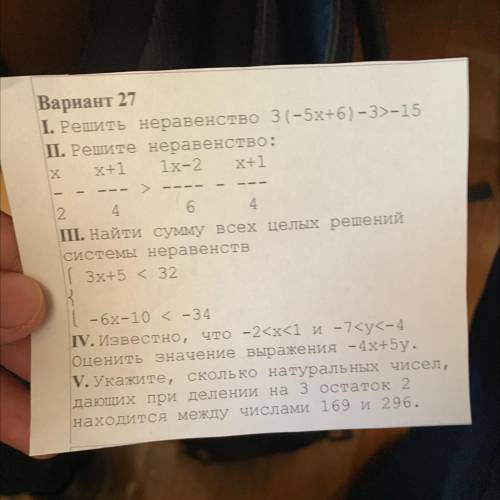 Вариант 27
I. Решить неравенство 3(-5x+6)-3>-15
II. Решите неравенство:
x x+1 1x-2 x+1
- - --- > ---- - ---
2 4 6 4
III. Найти сумму всех целых решений
системы неравенств
{ 3x+5 < 32
{
{ -6x-10 < -34
IV. Известно, что -2<x<1 и -7<y<-4
Оценить значение выражения -4x+5y.
V. Укажите, сколько натуральных чисел,
дающих при делении на 3 остаток 2
находится между числами 169 и 296.